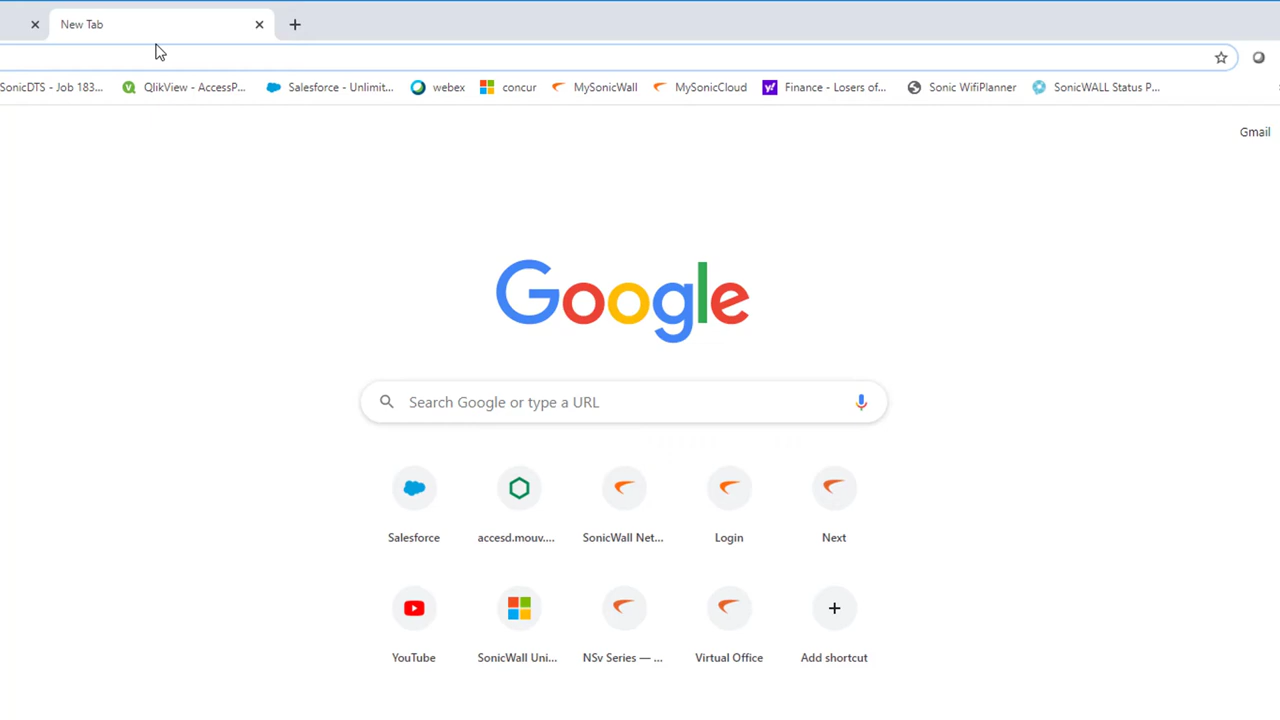 New Tab
SonicDTS - Job 183...
QlikView - AccessP...
Salesforce - Unlimit...
webex
concur
MySonicWall
MySonicCloud
Finance - Losers of...
Sonic WifiPlanner
SonicWALL Status P...
Gmail
Google
Search Google or type a URL
Salesforce
accesd.mouv....
SonicWall Net...
Login
Next
YouTube
SonicWall Uni...
NSv Series — ...
Virtual Office
Add shortcut